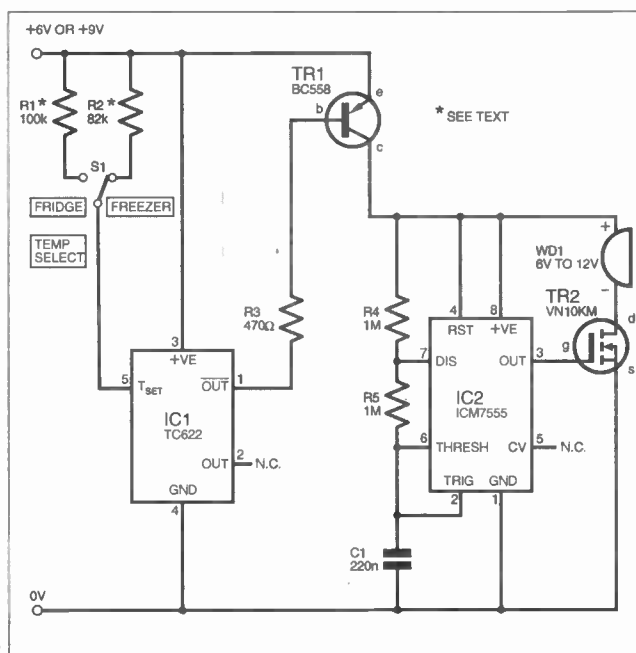 +6V OR +9V
R1 *
100k
R2 *
82k
S1
FRIDGE
FREEZER
TEMP
SELECT
TR1
BC558
b
e
c
* SEE TEXT
R3
470Ω
3
+VE
5
TSET
OUT
1
IC1
TC622
OUT
2
N.C.
GND
4
R4
1M
R5
1M
4
8
RST
+VE
7
DIS
OUT
3
IC2
ICM7555
6
THRESH
CV
5
N.C.
TRIG
GND
2
1
C1
220n
+
WD1
6V TO 12V
−
TR2
VN10KM
d
g
s
0V